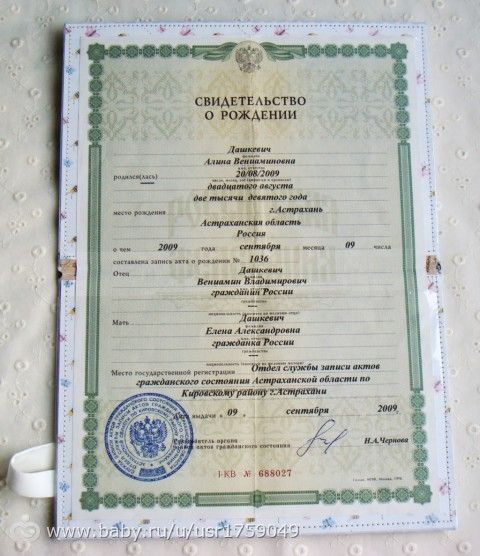 СВИДЕТЕЛЬСТВО
О РОЖДЕНИИ
Дашкевич
Алина Вениаминовна
родился(лась) 20/08/2009
двадцатого августа
две тысячи девятого года
место рождения г.Астрахань
Астраханская область
Россия
о чем 2009 года сентября месяца 09 числа
составлена запись акта о рождении № 1036
Отец Дашкевич
Вениамин Владимирович
гражданин России
Мать Дашкевич
Елена Александровна
гражданка России
Место государственной регистрации Отдел службы записи актов
гражданского состояния Астраханской области по
Кировскому району г.Астрахани
Дата выдачи « 09 сентября 2009
Руководитель органа
записи актов гражданского состояния Н.А.Чернова
I-КВ № 688027
www.baby.ru/u/usr1759049